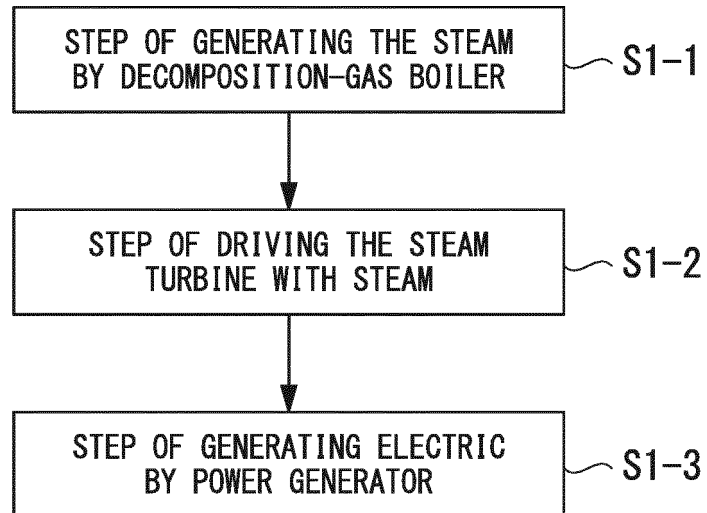 STEP OF GENERATING THE STEAM
BY DECOMPOSITION-GAS BOILER
S1-1
STEP OF DRIVING THE STEAM
TURBINE WITH STEAM
S1-2
STEP OF GENERATING ELECTRIC
BY POWER GENERATOR
S1-3